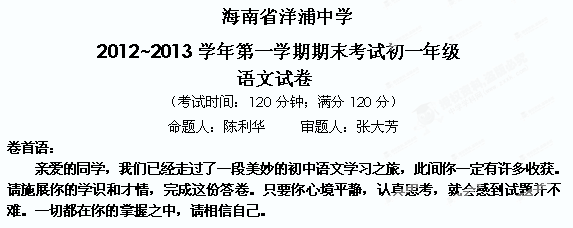 海南省洋浦中学
2012~2013 学年第一学期期末考试初一年级
语文试卷
（考试时间：120 分钟；满分 120 分）
命题人：陈利华 审题人：张大芳
卷首语：
亲爱的同学，我们已经走过了一段美妙的初中语文学习之旅，此间你一定有许多收获。
请施展你的学识和才情，完成这份答卷。只要你心境平静，认真思考，就会感到试题并不
难。一切都在你的掌握之中，请相信自己。